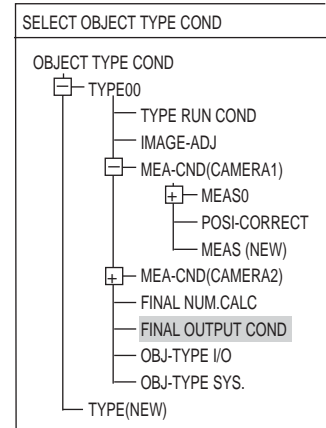 SELECT OBJECT TYPE COND
OBJECT TYPE COND
TYPE00
TYPE RUN COND
IMAGE-ADJ
MEA-CND(CAMERA1)
MEAS0
POSI-CORRECT
MEAS (NEW)
MEA-CND(CAMERA2)
FINAL NUM.CALC
FINAL OUTPUT COND
OBJ-TYPE I/O
OBJ-TYPE SYS.
TYPE(NEW)